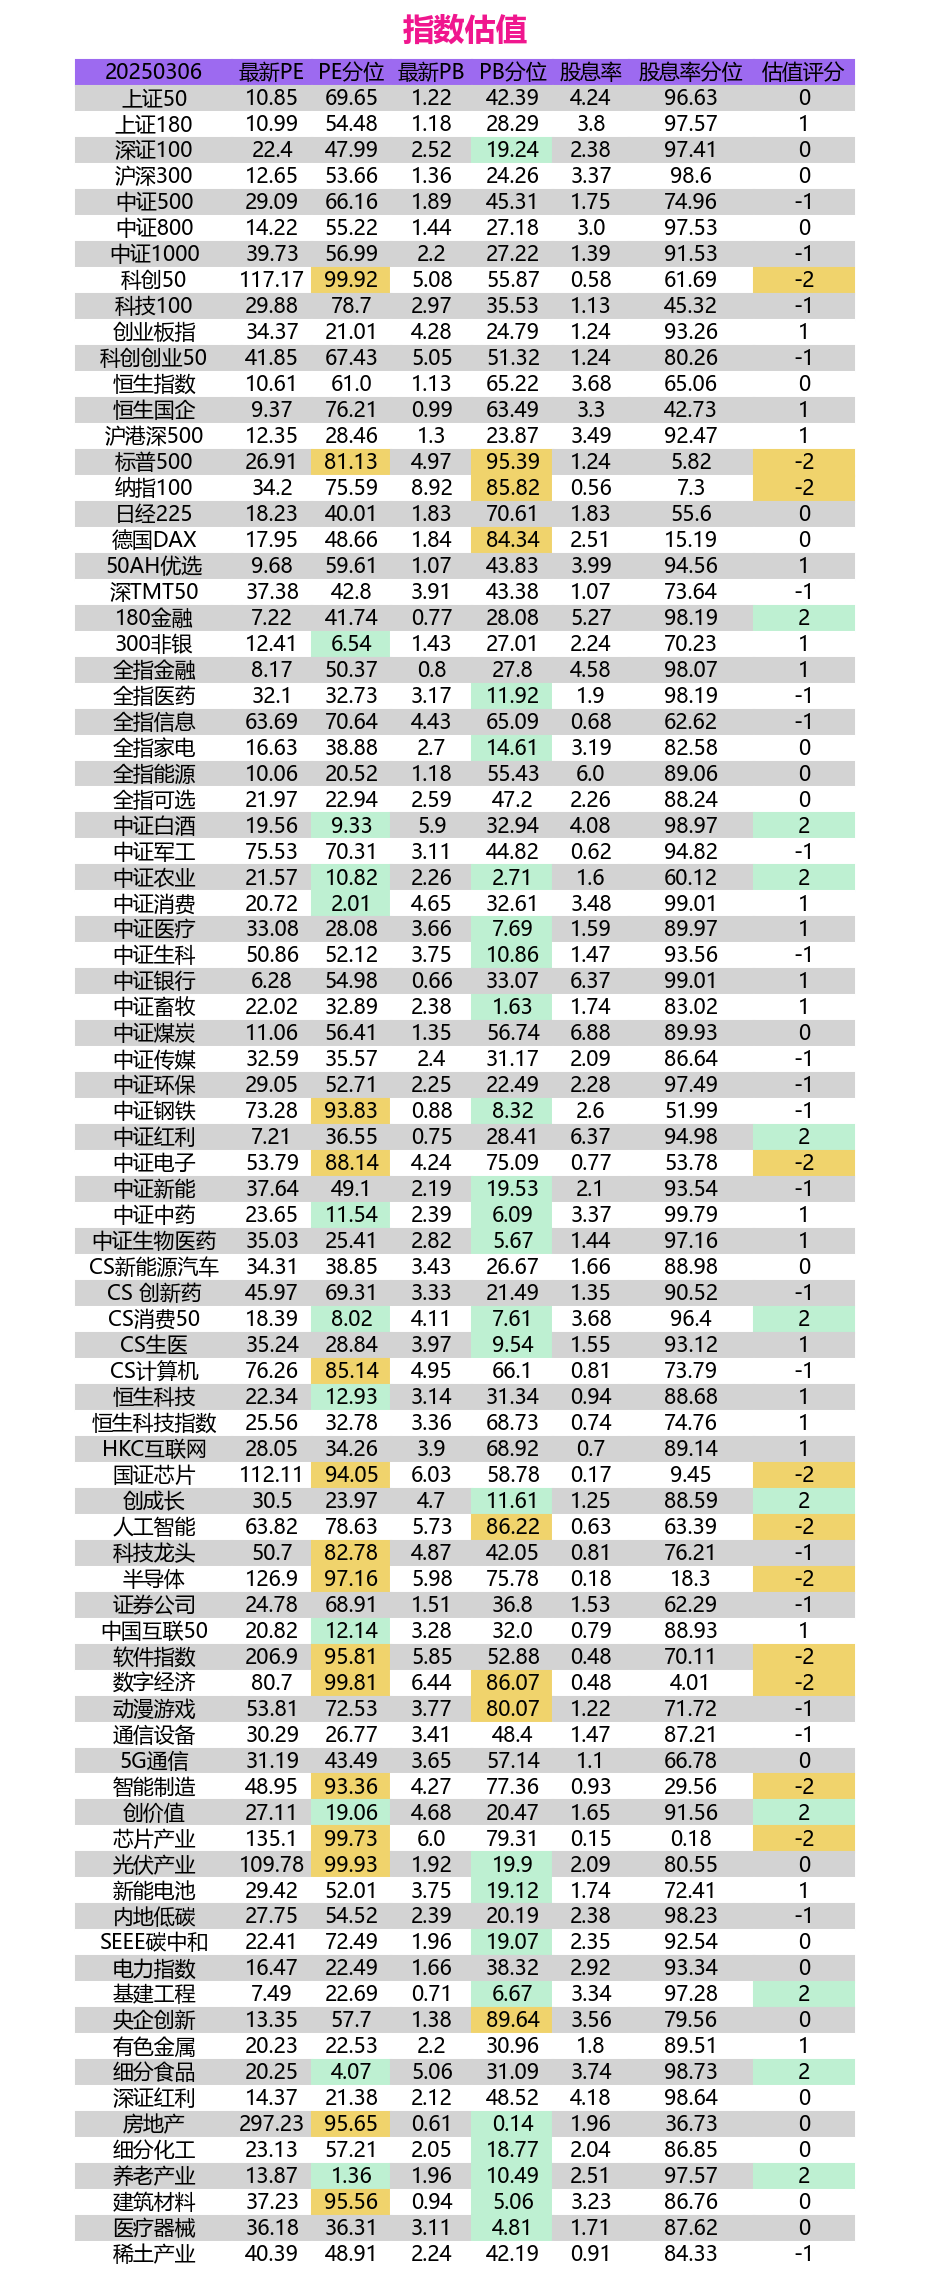 指数估值
20250306 最新PE PE分位 最新PB PB分位 股息率 股息率分位 估值评分
上证50 10.85 69.65 1.22 42.39 4.24 96.63 0
上证180 10.99 54.48 1.18 28.29 3.8 97.57 1
深证100 22.4 47.99 2.52 19.24 2.38 97.41 0
沪深300 12.65 53.66 1.36 24.26 3.37 98.6 0
中证500 29.09 66.16 1.89 45.31 1.75 74.96 -1
中证800 14.22 55.22 1.44 27.18 3.0 97.53 0
中证1000 39.73 56.99 2.2 27.22 1.39 91.53 -1
科创50 117.17 99.92 5.08 55.87 0.58 61.69 -2
科技100 29.88 78.7 2.97 35.53 1.13 45.32 -1
创业板指 34.37 21.01 4.28 24.79 1.24 93.26 1
科创创业50 41.85 67.43 5.05 51.32 1.24 80.26 -1
恒生指数 10.61 61.0 1.13 65.22 3.68 65.06 0
恒生国企 9.37 76.21 0.99 63.49 3.3 42.73 1
沪港深500 12.35 28.46 1.3 23.87 3.49 92.47 1
标普500 26.91 81.13 4.97 95.39 1.24 5.82 -2
纳指100 34.2 75.59 8.92 85.82 0.56 7.3 -2
日经225 18.23 40.01 1.83 70.61 1.83 55.6 0
德国DAX 17.95 48.66 1.84 84.34 2.51 15.19 0
50AH优选 9.68 59.61 1.07 43.83 3.99 94.56 1
深TMT50 37.38 42.8 3.91 43.38 1.07 73.64 -1
180金融 7.22 41.74 0.77 28.08 5.27 98.19 2
300非银 12.41 6.54 1.43 27.01 2.24 70.23 1
全指金融 8.17 50.37 0.8 27.8 4.58 98.07 1
全指医药 32.1 32.73 3.17 11.92 1.9 98.19 -1
全指信息 63.69 70.64 4.43 65.09 0.68 62.62 -1
全指家电 16.63 38.88 2.7 14.61 3.19 82.58 0
全指能源 10.06 20.52 1.18 55.43 6.0 89.06 0
全指可选 21.97 22.94 2.59 47.2 2.26 88.24 0
中证白酒 19.56 9.33 5.9 32.94 4.08 98.97 2
中证军工 75.53 70.31 3.11 44.82 0.62 94.82 -1
中证农业 21.57 10.82 2.26 2.71 1.6 60.12 2
中证消费 20.72 2.01 4.65 32.61 3.48 99.01 1
中证医疗 33.08 28.08 3.66 7.69 1.59 89.97 1
中证生科 50.86 52.12 3.75 10.86 1.47 93.56 -1
中证银行 6.28 54.98 0.66 33.07 6.37 99.01 1
中证畜牧 22.02 32.89 2.38 1.63 1.74 83.02 1
中证煤炭 11.06 56.41 1.35 56.74 6.88 89.93 0
中证传媒 32.59 35.57 2.4 31.17 2.09 86.64 -1
中证环保 29.05 52.71 2.25 22.49 2.28 97.49 -1
中证钢铁 73.28 93.83 0.88 8.32 2.6 51.99 -1
中证红利 7.21 36.55 0.75 28.41 6.37 94.98 2
中证电子 53.79 88.14 4.24 75.09 0.77 53.78 -2
中证新能 37.64 49.1 2.19 19.53 2.1 93.54 -1
中证中药 23.65 11.54 2.39 6.09 3.37 99.79 1
中证生物医药 35.03 25.41 2.82 5.67 1.44 97.16 1
CS新能源汽车 34.31 38.85 3.43 26.67 1.66 88.98 0
CS 创新药 45.97 69.31 3.33 21.49 1.35 90.52 -1
CS消费50 18.39 8.02 4.11 7.61 3.68 96.4 2
CS生医 35.24 28.84 3.97 9.54 1.55 93.12 1
CS计算机 76.26 85.14 4.95 66.1 0.81 73.79 -1
恒生科技 22.34 12.93 3.14 31.34 0.94 88.68 1
恒生科技指数 25.56 32.78 3.36 68.73 0.74 74.76 1
HKC互联网 28.05 34.26 3.9 68.92 0.7 89.14 1
国证芯片 112.11 94.05 6.03 58.78 0.17 9.45 -2
创成长 30.5 23.97 4.7 11.61 1.25 88.59 2
人工智能 63.82 78.63 5.73 86.22 0.63 63.39 -2
科技龙头 50.7 82.78 4.87 42.05 0.81 76.21 -1
半导体 126.9 97.16 5.98 75.78 0.18 18.3 -2
证券公司 24.78 68.91 1.51 36.8 1.53 62.29 -1
中国互联50 20.82 12.14 3.28 32.0 0.79 88.93 1
软件指数 206.9 95.81 5.85 52.88 0.48 70.11 -2
数字经济 80.7 99.81 6.44 86.07 0.48 4.01 -2
动漫游戏 53.81 72.53 3.77 80.07 1.22 71.72 -1
通信设备 30.29 26.77 3.41 48.4 1.47 87.21 -1
5G通信 31.19 43.49 3.65 57.14 1.1 66.78 0
智能制造 48.95 93.36 4.27 77.36 0.93 29.56 -2
创价值 27.11 19.06 4.68 20.47 1.65 91.56 2
芯片产业 135.1 99.73 6.0 79.31 0.15 0.18 -2
光伏产业 109.78 99.93 1.92 19.9 2.09 80.55 0
新能电池 29.42 52.01 3.75 19.12 1.74 72.41 1
内地低碳 27.75 54.52 2.39 20.19 2.38 98.23 -1
SEEE碳中和 22.41 72.49 1.96 19.07 2.35 92.54 0
电力指数 16.47 22.49 1.66 38.32 2.92 93.34 0
基建工程 7.49 22.69 0.71 6.67 3.34 97.28 2
央企创新 13.35 57.7 1.38 89.64 3.56 79.56 0
有色金属 20.23 22.53 2.2 30.96 1.8 89.51 1
细分食品 20.25 4.07 5.06 31.09 3.74 98.73 2
深证红利 14.37 21.38 2.12 48.52 4.18 98.64 0
房地产 297.23 95.65 0.61 0.14 1.96 36.73 0
细分化工 23.13 57.21 2.05 18.77 2.04 86.85 0
养老产业 13.87 1.36 1.96 10.49 2.51 97.57 2
建筑材料 37.23 95.56 0.94 5.06 3.23 86.76 0
医疗器械 36.18 36.31 3.11 4.81 1.71 87.62 0
稀土产业 40.39 48.91 2.24 42.19 0.91 84.33 -1